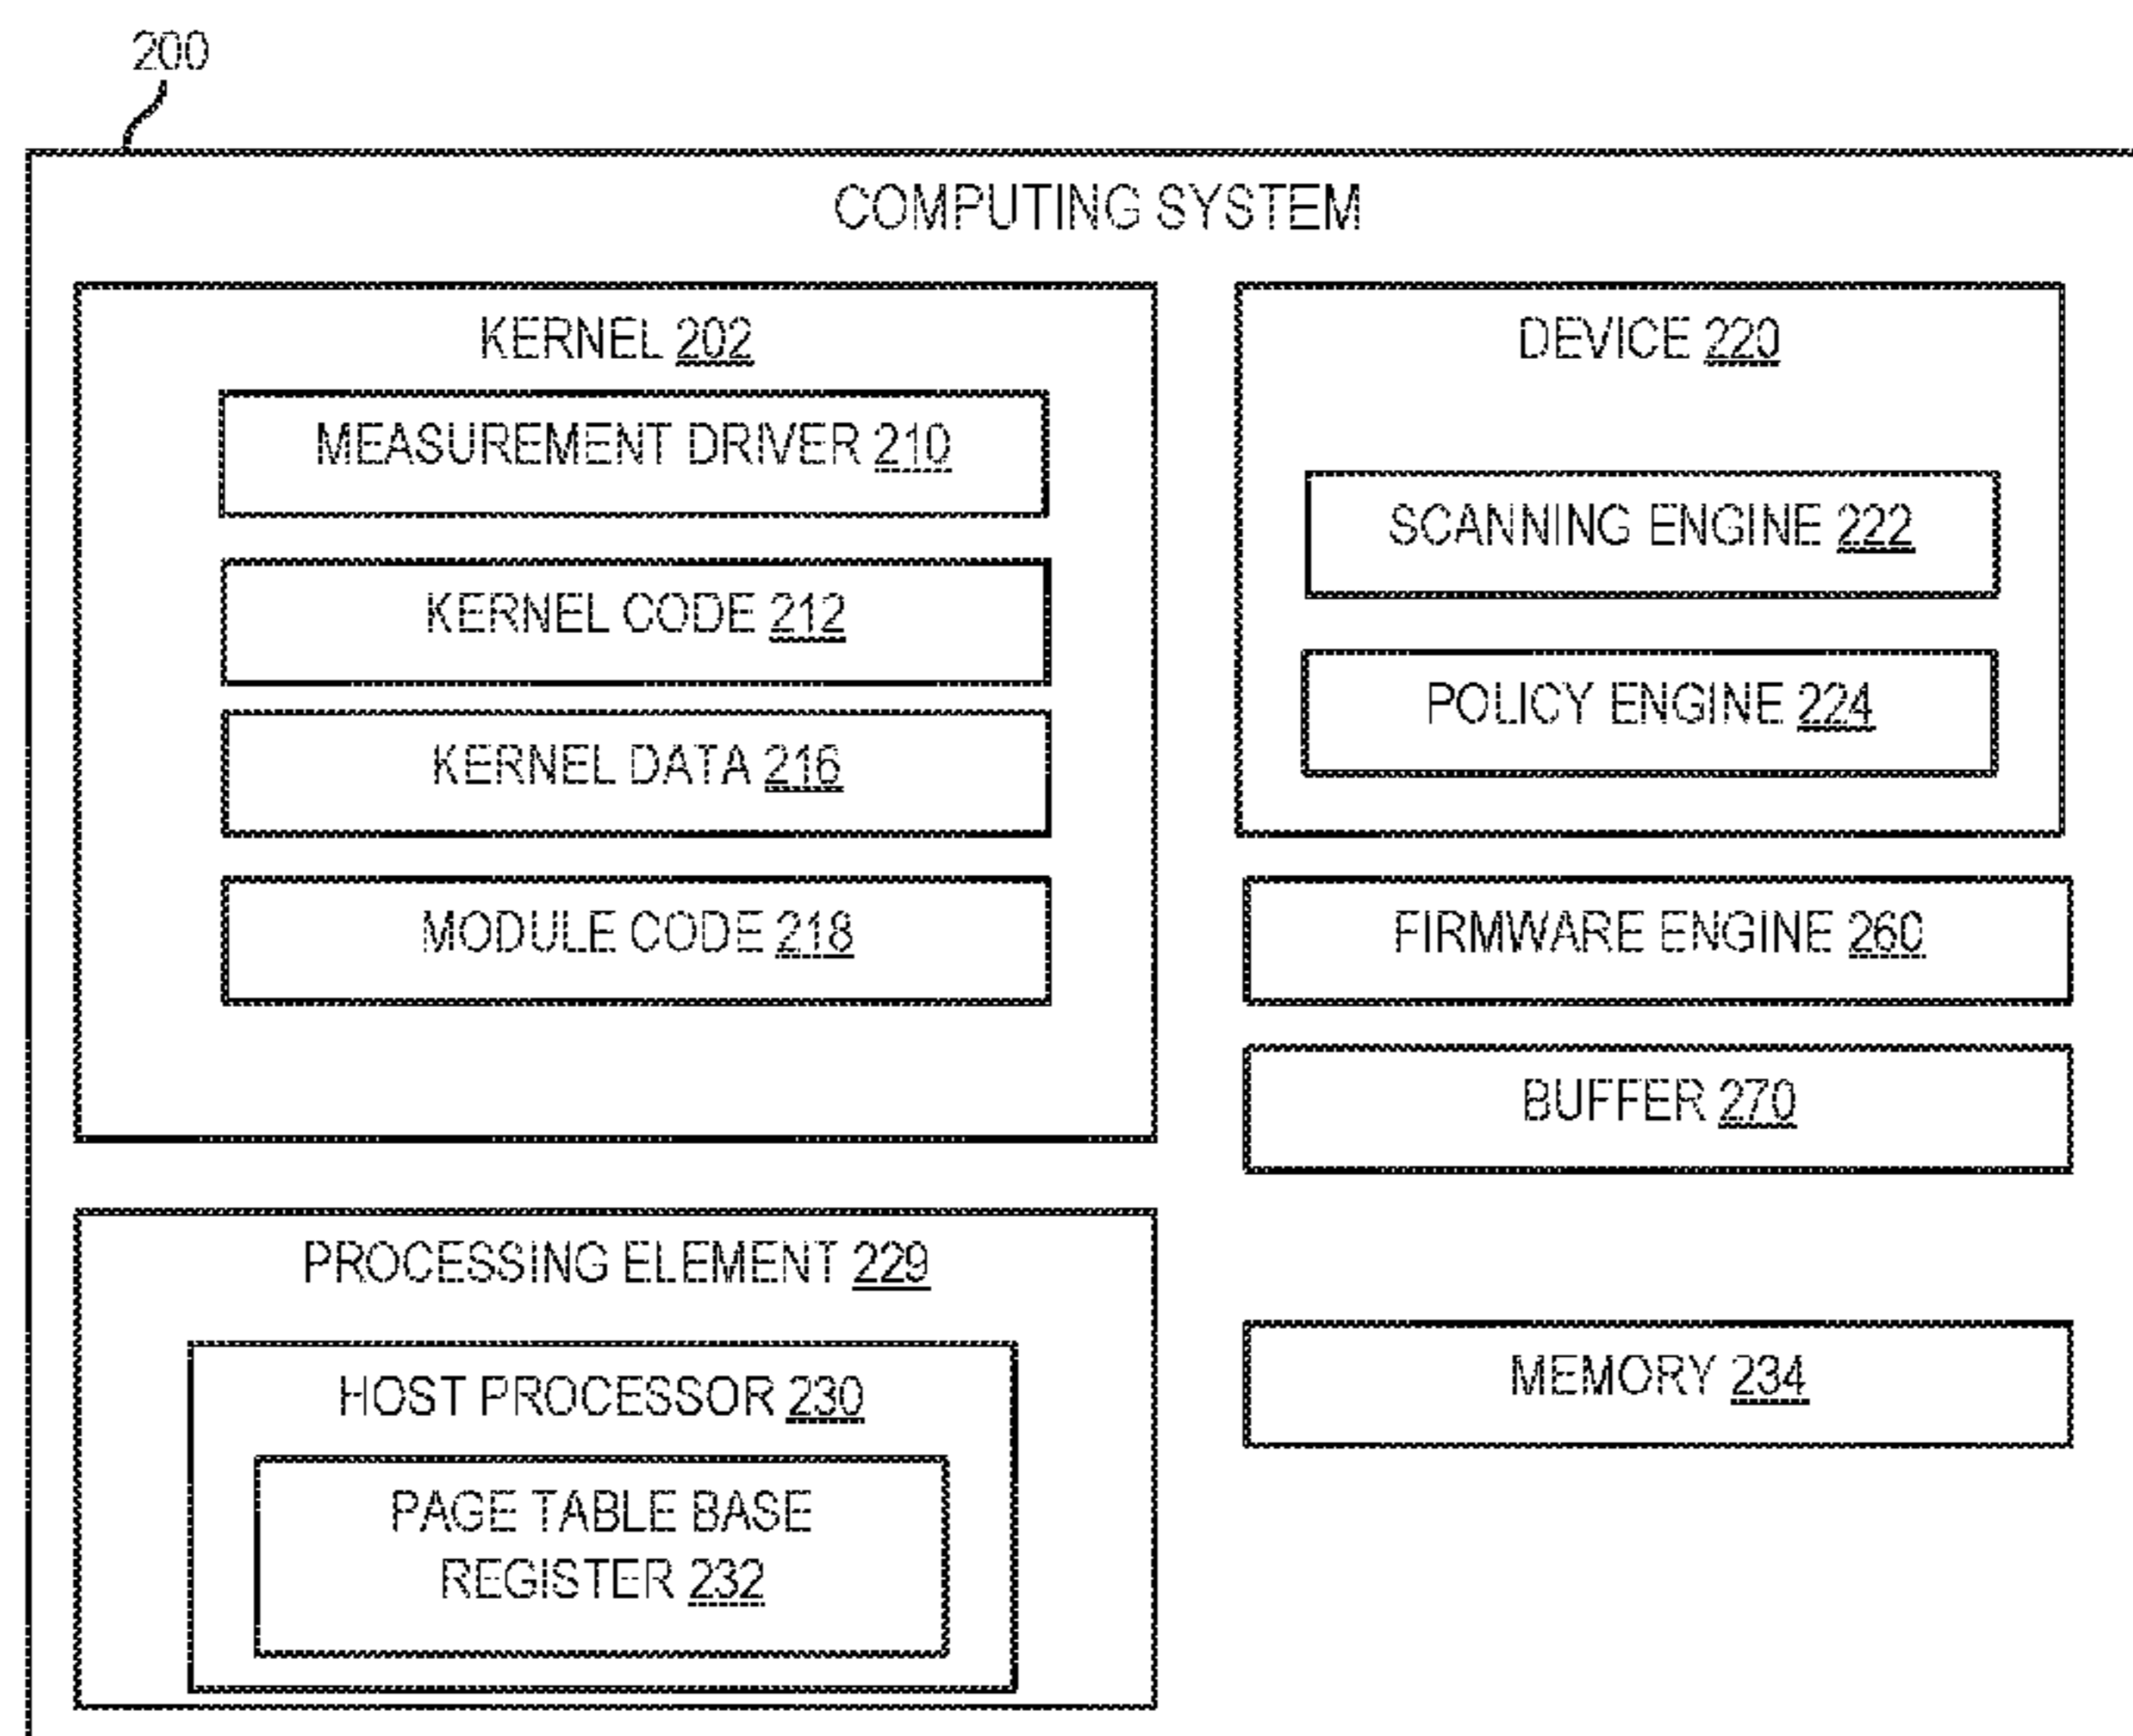 200
COMPUTING SYSTEM
KERNEL 202
MEASUREMENT DRIVER 210
KERNEL CODE 212
KERNEL DATA 216
MODULE CODE 218
DEVICE 220
SCANNING ENGINE 222
POLICY ENGINE 224
FIRMWARE ENGINE 260
BUFFER 270
PROCESSING ELEMENT 229
HOST PROCESSOR 230
PAGE TABLE BASE
REGISTER 232
MEMORY 234